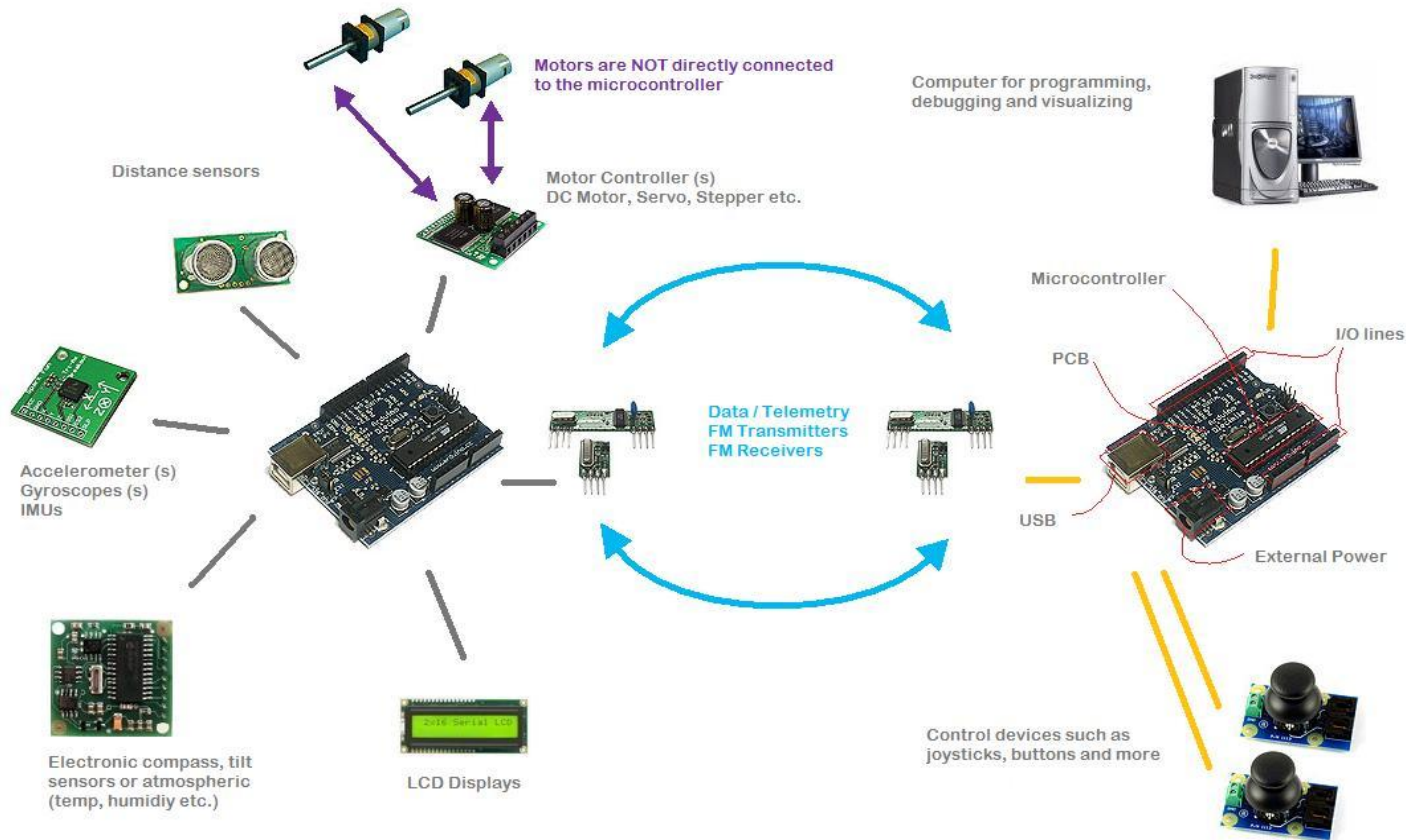 Motors are NOT directly connected
to the microcontroller
Computer for programming,
debugging and visualizing
Distance sensors
Motor Controller (s)
DC Motor, Servo, Stepper etc.
Microcontroller
I/O lines
PCB
Data / Telemetry
FM Transmitters
FM Receivers
Accelerometer (s)
Gyroscopes (s)
IMUs
USB
External Power
2x16 Serial LCD
Electronic compass, tilt
sensors or atmospheric
(temp, humidiy etc.)
LCD Displays
Control devices such as
joysticks, buttons and more